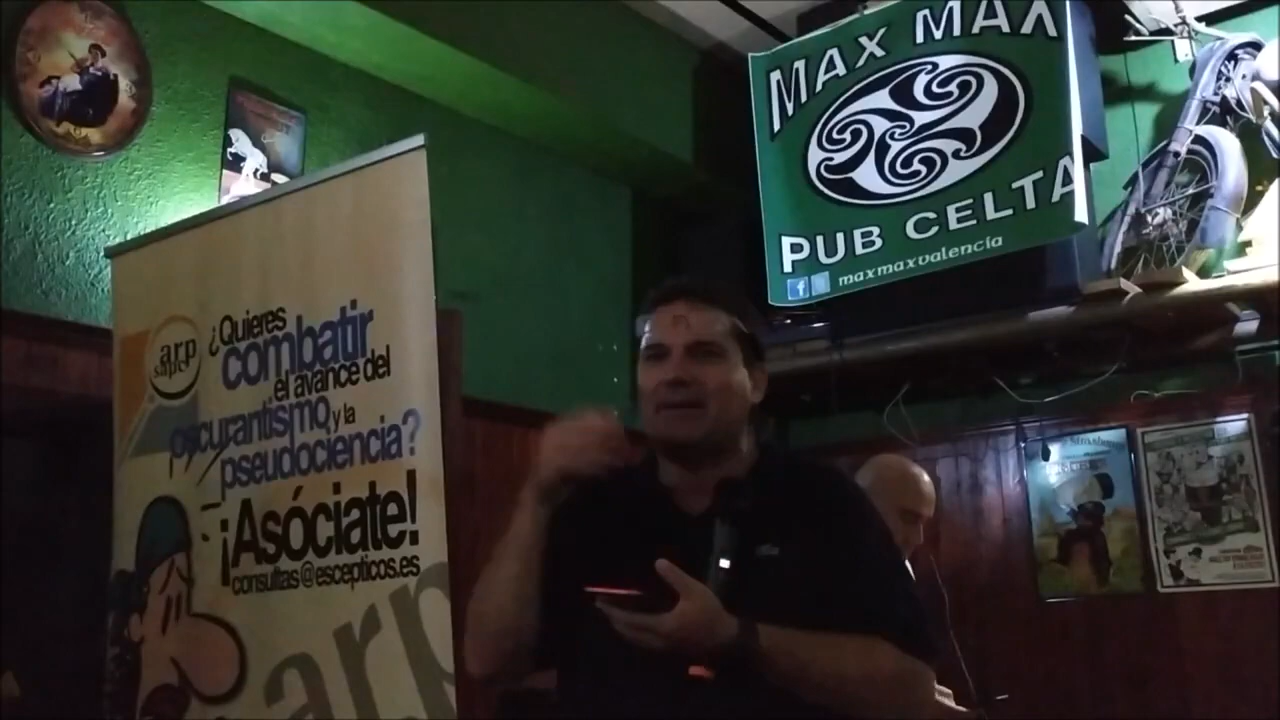 MAX MAX
PUB CELTA
f maxmaxvalencia
arp
sapc
¿Quieres
combatir
el avance del
oscurantismo y la
pseudociencia?
¡Asóciate!
consultas@escepticos.es
arp